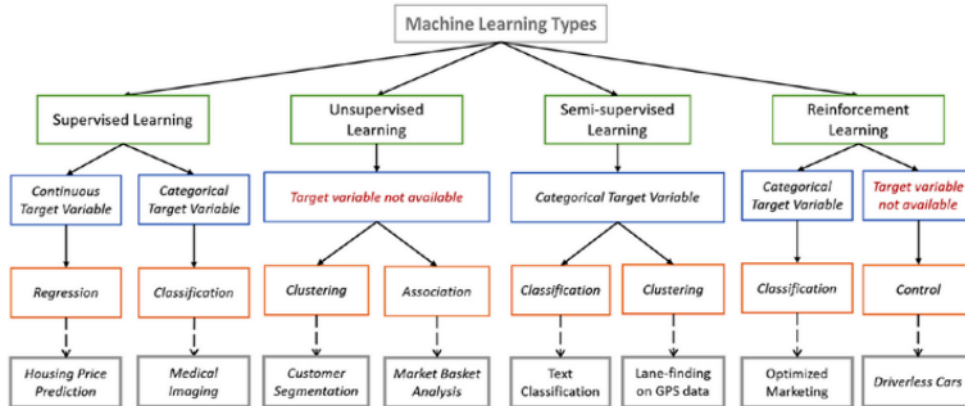 Machine Learning Types
Supervised Learning
Unsupervised
Learning
Semi-supervised
Learning
Reinforcement
Learning
Continuous
Target Variable
Categorical
Target Variable
Target variable not available
Categorical Target Variable
Categorical
Target Variable
Target variable
not available
Regression
Classification
Clustering
Association
Classification
Clustering
Classification
Control
Housing Price
Prediction
Medical
Imaging
Customer
Segmentation
Market Basket
Analysis
Text
Classification
Lane-finding
on GPS data
Optimized
Marketing
Driverless Cars